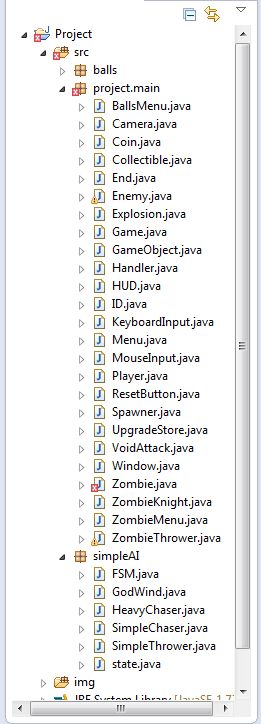 Project
src
balls
project.main
BallsMenu.java
Camera.java
Coin.java
Collectible.java
End.java
Enemy.java
Explosion.java
Game.java
GameObject.java
Handler.java
HUD.java
ID.java
KeyboardInput.java
Menu.java
MouseInput.java
Player.java
ResetButton.java
Spawner.java
UpgradeStore.java
VoidAttack.java
Window.java
Zombie.java
ZombieKnight.java
ZombieMenu.java
ZombieThrower.java
simpleAI
FSM.java
GodWind.java
HeavyChaser.java
SimpleChaser.java
SimpleThrower.java
state.java
img
JRE System Library [JavaSE-1.7]